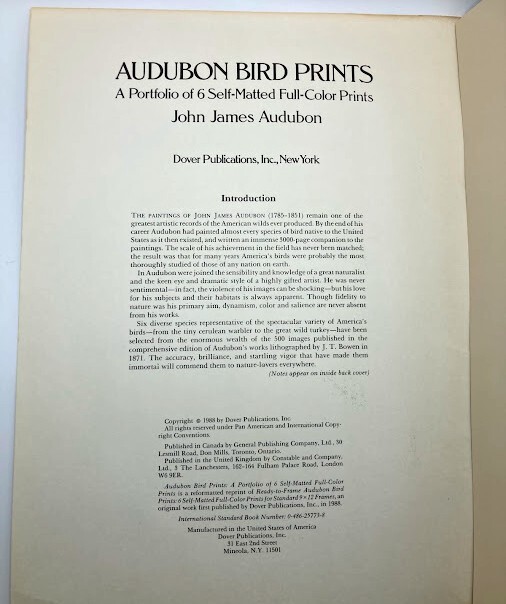 AUDUBON BIRD PRINTS
A Portfolio of 6 Self-Matted Full-Color Prints
John James Audubon
Dover Publications, Inc., New York
Introduction
THE PAINTINGS OF JOHN JAMES AUDUBON (1785–1851) remain one of the
greatest artistic records of the American wilds ever produced. By the end of his
career Audubon had painted almost every species of bird native to the United
States as it then existed, and written an immense 3000-page companion to the
paintings. The scale of his achievement in the field has never been matched;
the result was that for many years America's birds were probably the most
thoroughly studied of those of any nation on earth.
In Audubon were joined the sensibility and knowledge of a great naturalist
and the keen eye and dramatic style of a highly gifted artist. He was never
sentimental—in fact, the violence of his images can be shocking—but his love
for his subjects and their habitats is always apparent. Though fidelity to
nature was his primary aim, dynamism, color and salience are never absent
from his works.
Six diverse species representative of the spectacular variety of America's
birds—from the tiny cerulean warbler to the great wild turkey—have been
selected from the enormous wealth of the 500 images published in the
comprehensive edition of Audubon's works lithographed by J. T. Bowen in
1871. The accuracy, brilliance, and startling vigor that have made them
immortal will commend them to nature-lovers everywhere.
(Notes appear on inside back cover)
Copyright © 1988 by Dover Publications, Inc.
All rights reserved under Pan American and International Copy-
right Conventions.
Published in Canada by General Publishing Company, Ltd., 30
Lesmill Road, Don Mills, Toronto, Ontario.
Published in the United Kingdom by Constable and Company,
Ltd., 3 The Lanchesters, 162–164 Fulham Palace Road, London
W6 9ER.
Audubon Bird Prints: A Portfolio of 6 Self-Matted Full-Color
Prints is a reformatted reprint of Ready-to-Frame Audubon Bird
Prints: 6 Self-Matted Full-Color Prints for Standard 9 × 12 Frames, an
original work first published by Dover Publications, Inc., in 1988.
International Standard Book Number: 0-486-25773-8
Manufactured in the United States of America
Dover Publications, Inc.
31 East 2nd Street
Mineola, N.Y. 11501